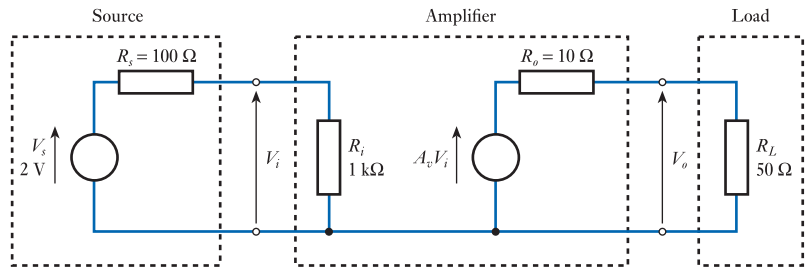 Source
Amplifier
Load
Rs = 100 Ω
Ro = 10 Ω
Vs
2 V
Vi
Ri
1 kΩ
AvVi
Vo
RL
50 Ω